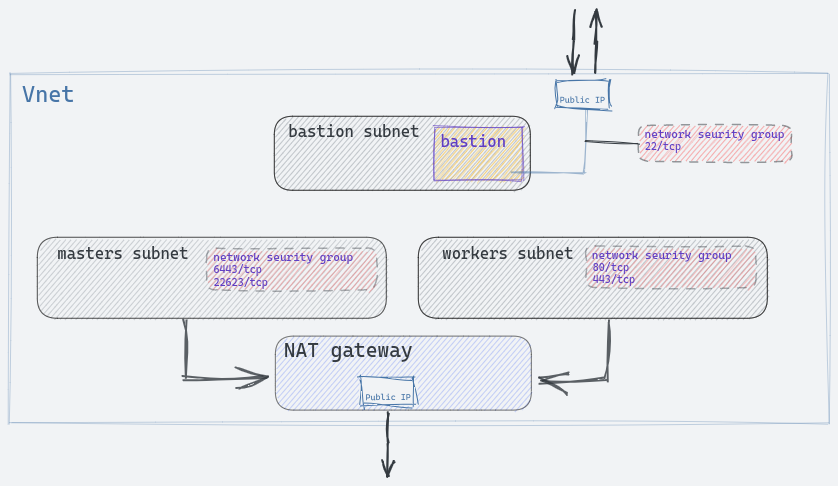 Vnet
Public IP
bastion subnet
bastion
network seurity group
22/tcp
masters subnet
network seurity group
6443/tcp
22623/tcp
workers subnet
network seurity group
80/tcp
443/tcp
NAT gateway
Public IP